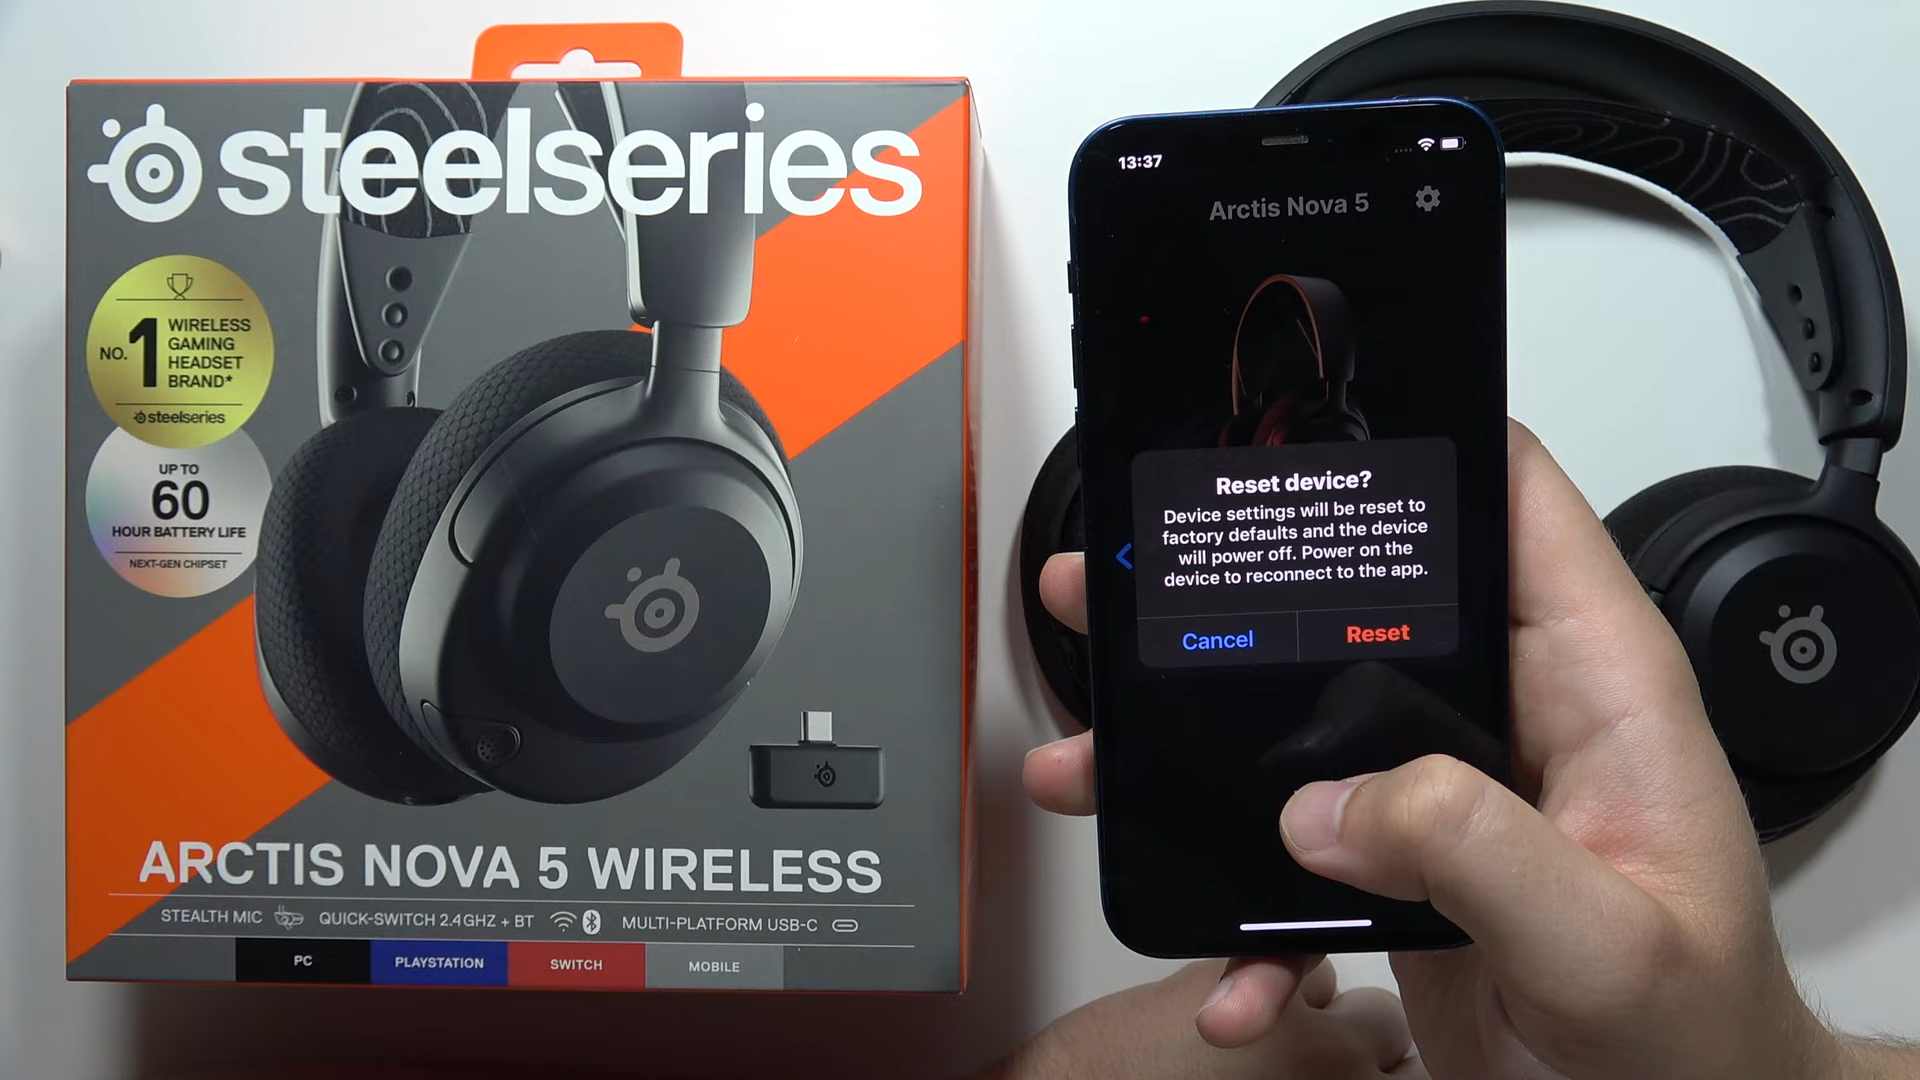 steelseries
NO. 1 WIRELESS
GAMING
HEADSET
BRAND*
steelseries
UP TO
60
HOUR BATTERY LIFE
NEXT-GEN CHIPSET
ARCTIS NOVA 5 WIRELESS
STEALTH MIC QUICK-SWITCH 2.4GHZ + BT MULTI-PLATFORM USB-C
PC PLAYSTATION SWITCH MOBILE
13:37
Arctis Nova 5
Reset device?
Device settings will be reset to
factory defaults and the device
will power off. Power on the
device to reconnect to the app.
Cancel Reset